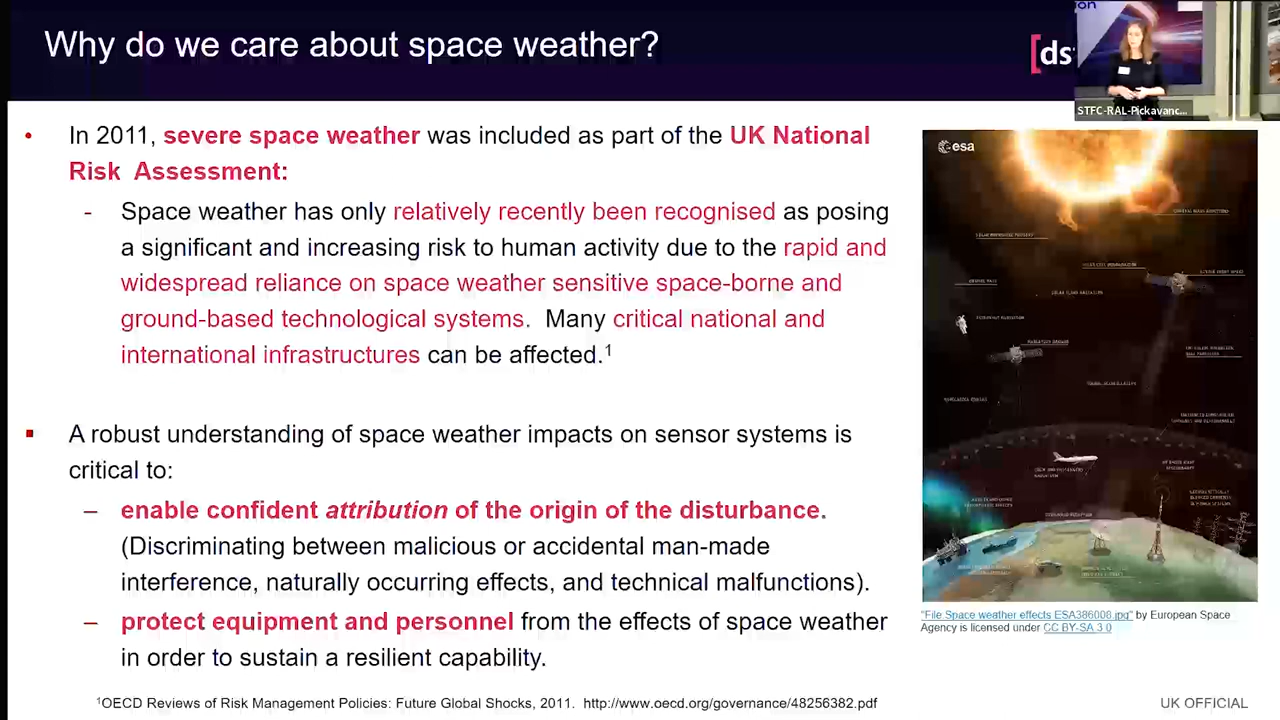 Why do we care about space weather?
[ds
STFC-RAL-Pickavanc...
• In 2011, severe space weather was included as part of the UK National
Risk Assessment:
- Space weather has only relatively recently been recognised as posing
a significant and increasing risk to human activity due to the rapid and
widespread reliance on space weather sensitive space-borne and
ground-based technological systems. Many critical national and
international infrastructures can be affected.¹
▪ A robust understanding of space weather impacts on sensor systems is
critical to:
– enable confident attribution of the origin of the disturbance.
(Discriminating between malicious or accidental man-made
interference, naturally occurring effects, and technical malfunctions).
– protect equipment and personnel from the effects of space weather
in order to sustain a resilient capability.
esa
"File Space weather effects ESA386008.jpg" by European Space
Agency is licensed under CC BY-SA 3 0
¹OECD Reviews of Risk Management Policies: Future Global Shocks, 2011. http://www.oecd.org/governance/48256382.pdf
UK OFFICIAL